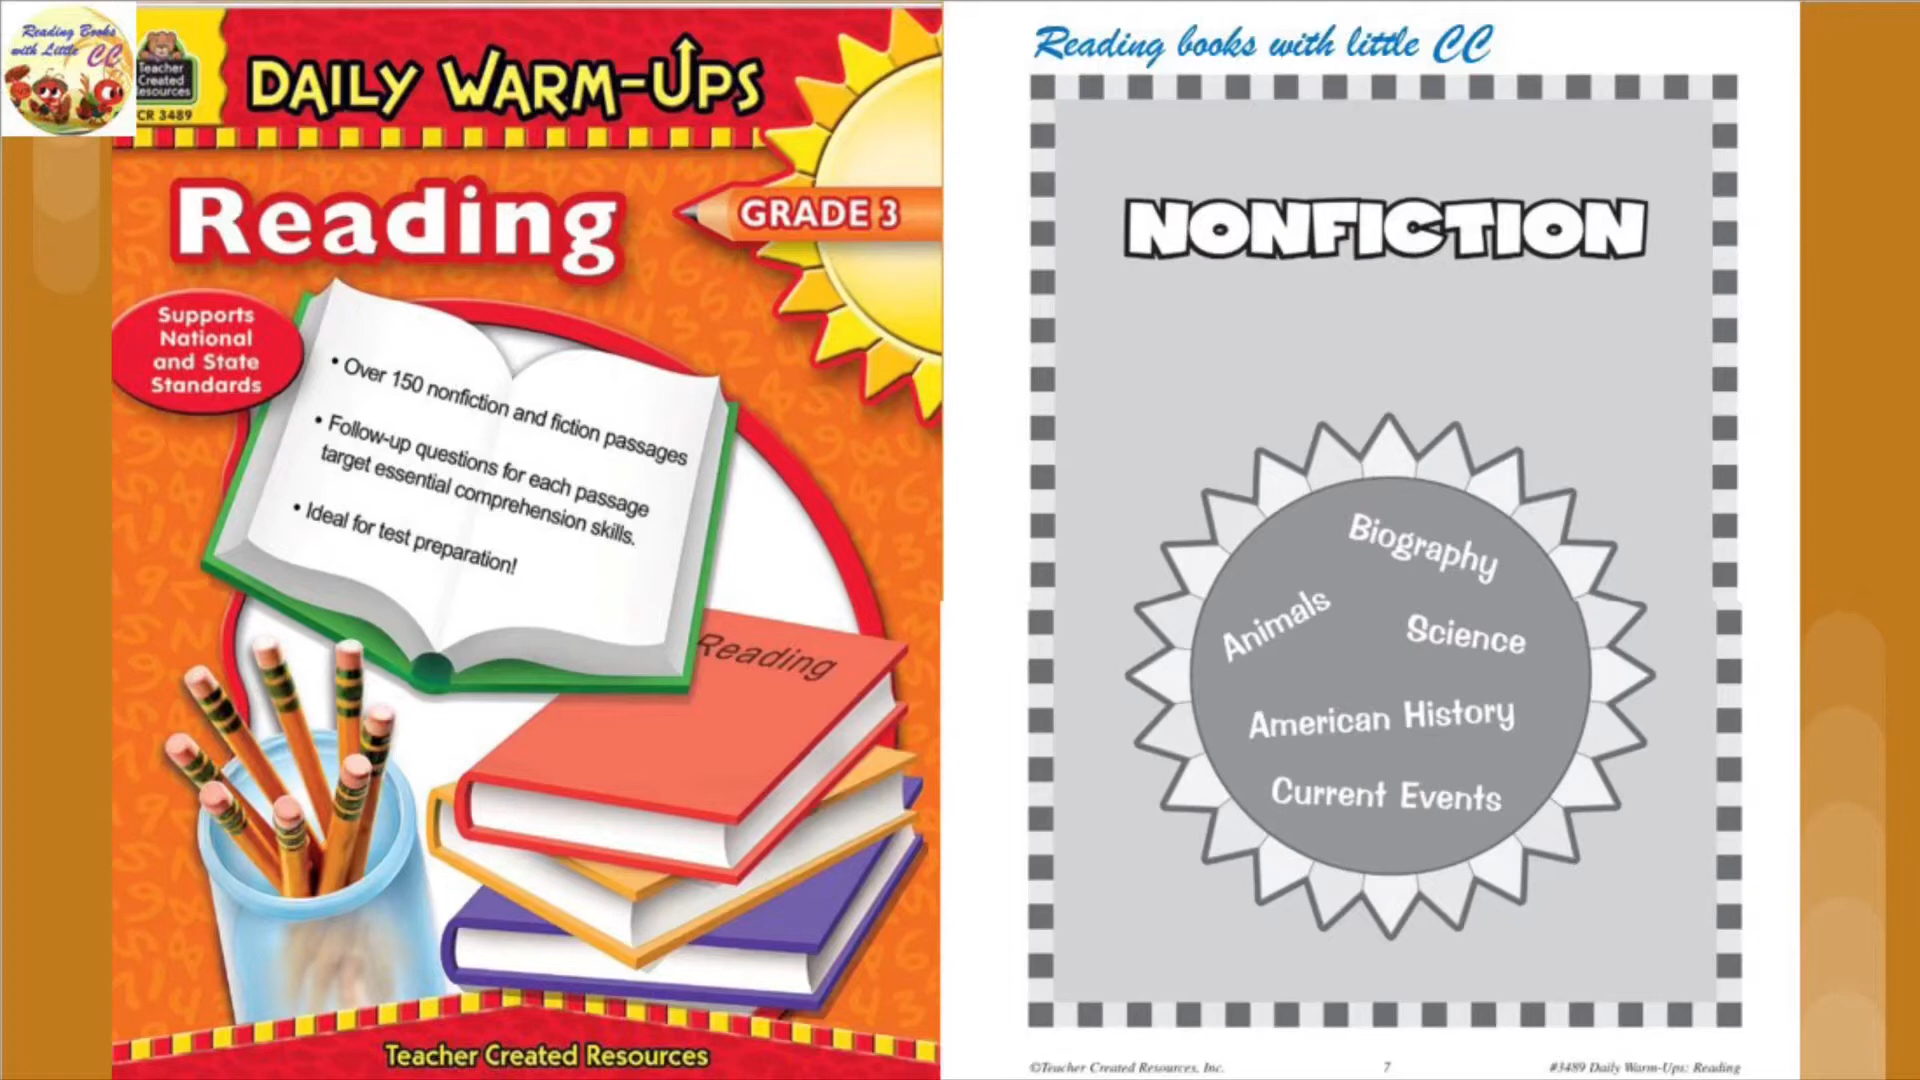 Reading Books
with Little CC
Teacher
Created
Resources
CR 3489
DAILY WARM-UPS
Reading
GRADE 3
Supports
National
and State
Standards
• Over 150 nonfiction and fiction passages
• Follow-up questions for each passage
target essential comprehension skills.
• Ideal for test preparation!
Reading
Teacher Created Resources
Reading books with little CC
NONFICTION
Biography
Animals
Science
American History
Current Events
©Teacher Created Resources, Inc.
7
#3489 Daily Warm-Ups: Reading